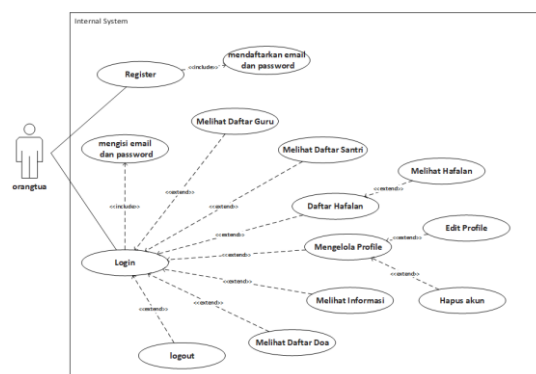 Internal System
mendaftarkan email
dan password
<<include>>
Register
Melihat Daftar Guru
mengisi email
dan password
Melihat Daftar Santri
orangtua
Melihat Hafalan
<<extend>>
<<extend>>
<<extend>>
Daftar Hafalan
<<include>>
<<extend>>
Edit Profile
<<extend>>
Mengelola Profile
<<extend>>
Login
<<extend>>
<<extend>>
Melihat Informasi
Hapus akun
<<extend>>
<<extend>>
<<extend>>
Melihat Daftar Doa
logout